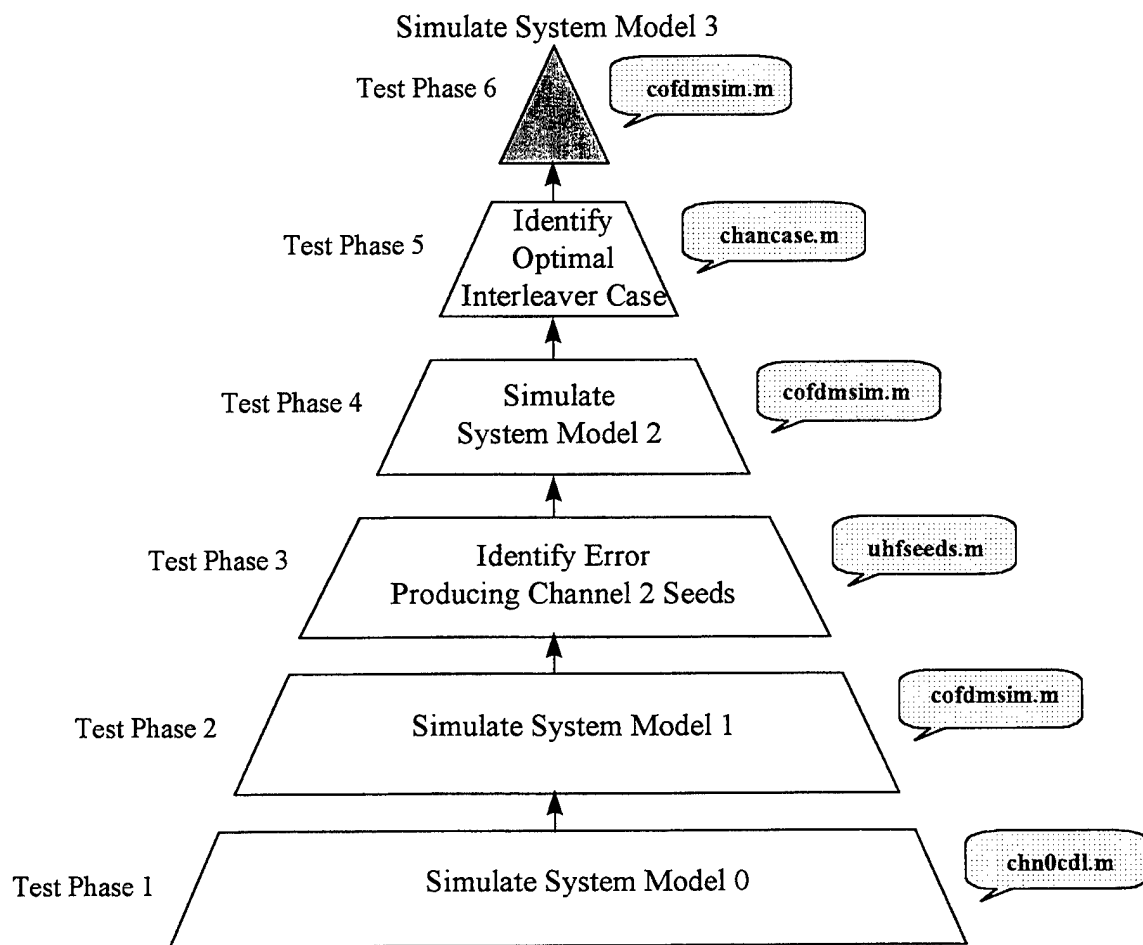 Simulate System Model 3
Test Phase 6
cofdmsim.m
Test Phase 5
Identify
Optimal
Interleaver Case
chancase.m
Test Phase 4
Simulate
System Model 2
cofdmsim.m
Test Phase 3
Identify Error
Producing Channel 2 Seeds
uhfseeds.m
Test Phase 2
Simulate System Model 1
cofdmsim.m
Test Phase 1
Simulate System Model 0
chn0cdl.m